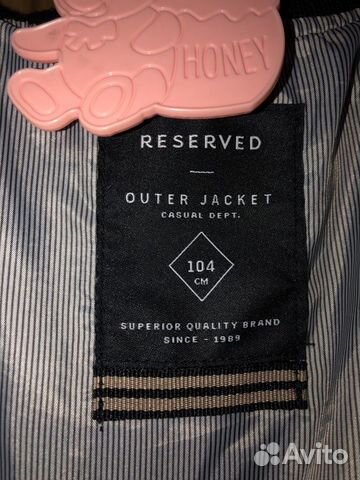 HONEY
RESERVED
OUTER JACKET
CASUAL DEPT.
104
CM
SUPERIOR QUALITY BRAND
SINCE - 1989
Avito